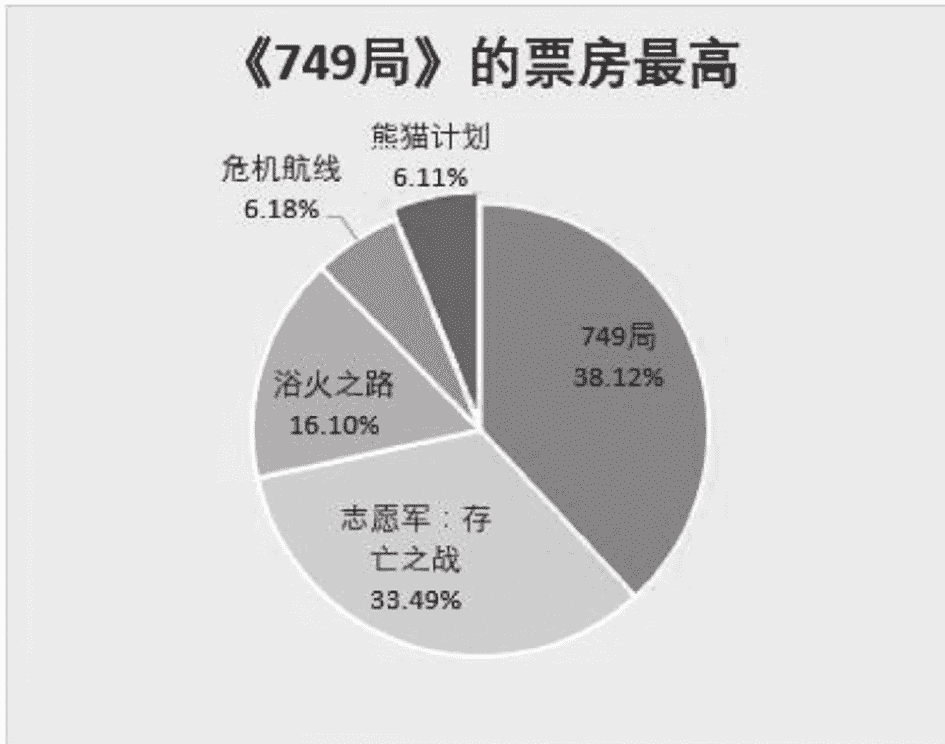 《749局》的票房最高
熊猫计划
6.11%
危机航线
6.18%
749局
38.12%
浴火之路
16.10%
志愿军：存
亡之战
33.49%